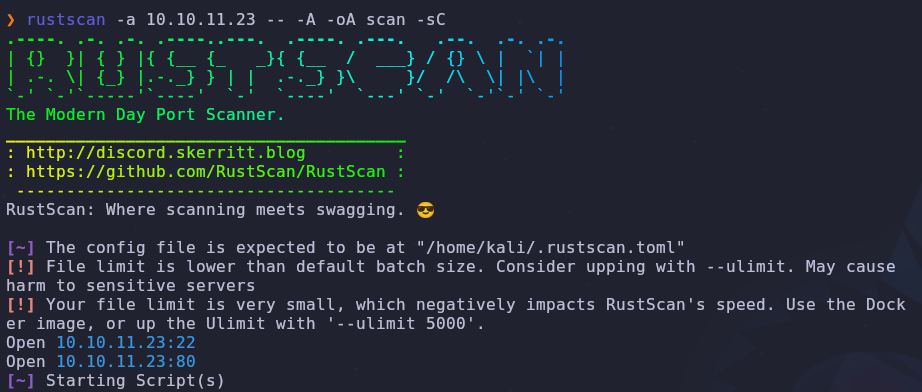 ❯ rustscan -a 10.10.11.23 -- -A -oA scan -sC
.----. .-. .-. .----..---.  .----. .---.   .--.  .-. .-.
| {}  }| { } |{ {__ {_   _}{ {__  /  ___} / {} \ |  `| |
| .-. \| {_} |.-._} } | |  .-._} }\     }/  /\  \| |\  |
`-' `-'`-----'`----'  `-'  `----'  `---' `-'  `-'`-' `-'
The Modern Day Port Scanner.
________________________________________
: http://discord.skerritt.blog         :
: https://github.com/RustScan/RustScan :
 --------------------------------------
RustScan: Where scanning meets swagging. 😎
[~] The config file is expected to be at "/home/kali/.rustscan.toml"
[!] File limit is lower than default batch size. Consider upping with --ulimit. May cause
harm to sensitive servers
[!] Your file limit is very small, which negatively impacts RustScan's speed. Use the Dock
er image, or up the Ulimit with '--ulimit 5000'.
Open 10.10.11.23:22
Open 10.10.11.23:80
[~] Starting Script(s)